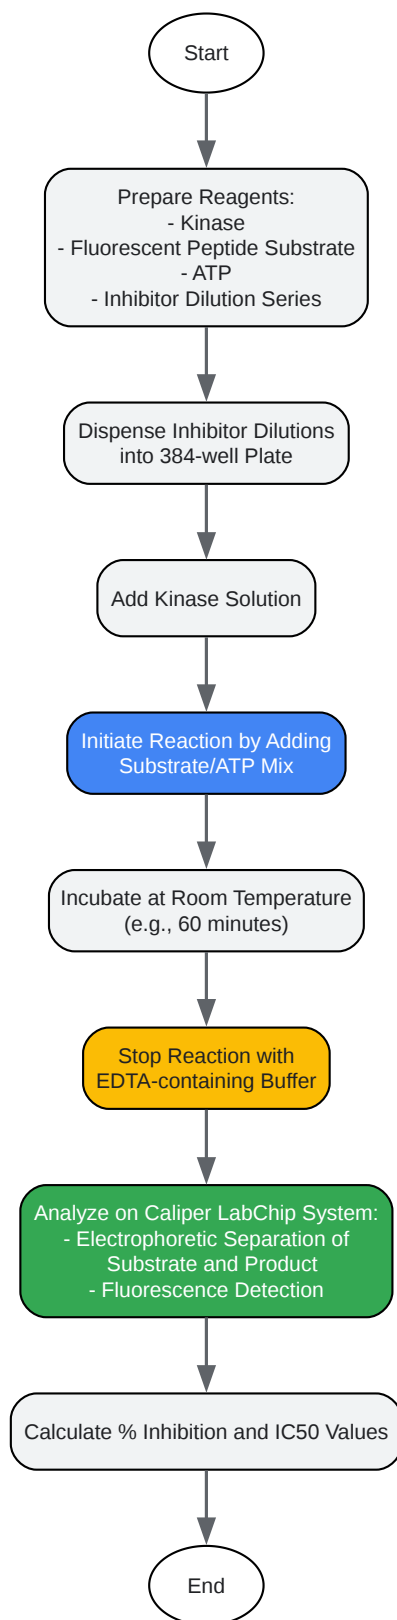 Start
Prepare Reagents:
- Kinase
- Fluorescent Peptide Substrate
- ATP
- Inhibitor Dilution Series
Dispense Inhibitor Dilutions
into 384-well Plate
Add Kinase Solution
Initiate Reaction by Adding
Substrate/ATP Mix
Incubate at Room Temperature
(e.g., 60 minutes)
Stop Reaction with
EDTA-containing Buffer
Analyze on Caliper LabChip System:
- Electrophoretic Separation of
Substrate and Product
- Fluorescence Detection
Calculate % Inhibition and IC50 Values
End